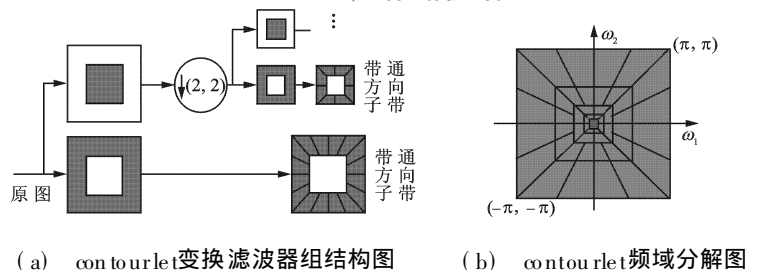 ⋮
↓(2, 2)
带通
方向
子带
原图
带通
方向
子带
ω₂
(π, π)
ω₁
(-π, -π)
(a) contourlet变换滤波器组结构图
(b) contourlet频域分解图